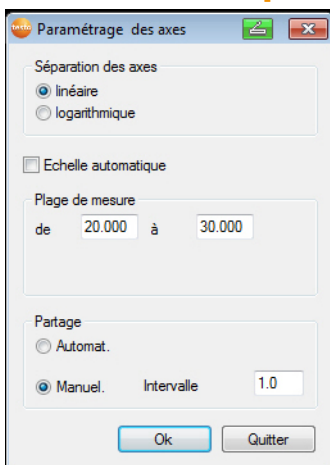 testo Paramétrage des axes
Séparation des axes
linéaire
logarithmique
Echelle automatique
Plage de mesure
de 20.000 à 30.000
Partage
Automat.
Manuel. Intervalle 1.0
Ok Quitter